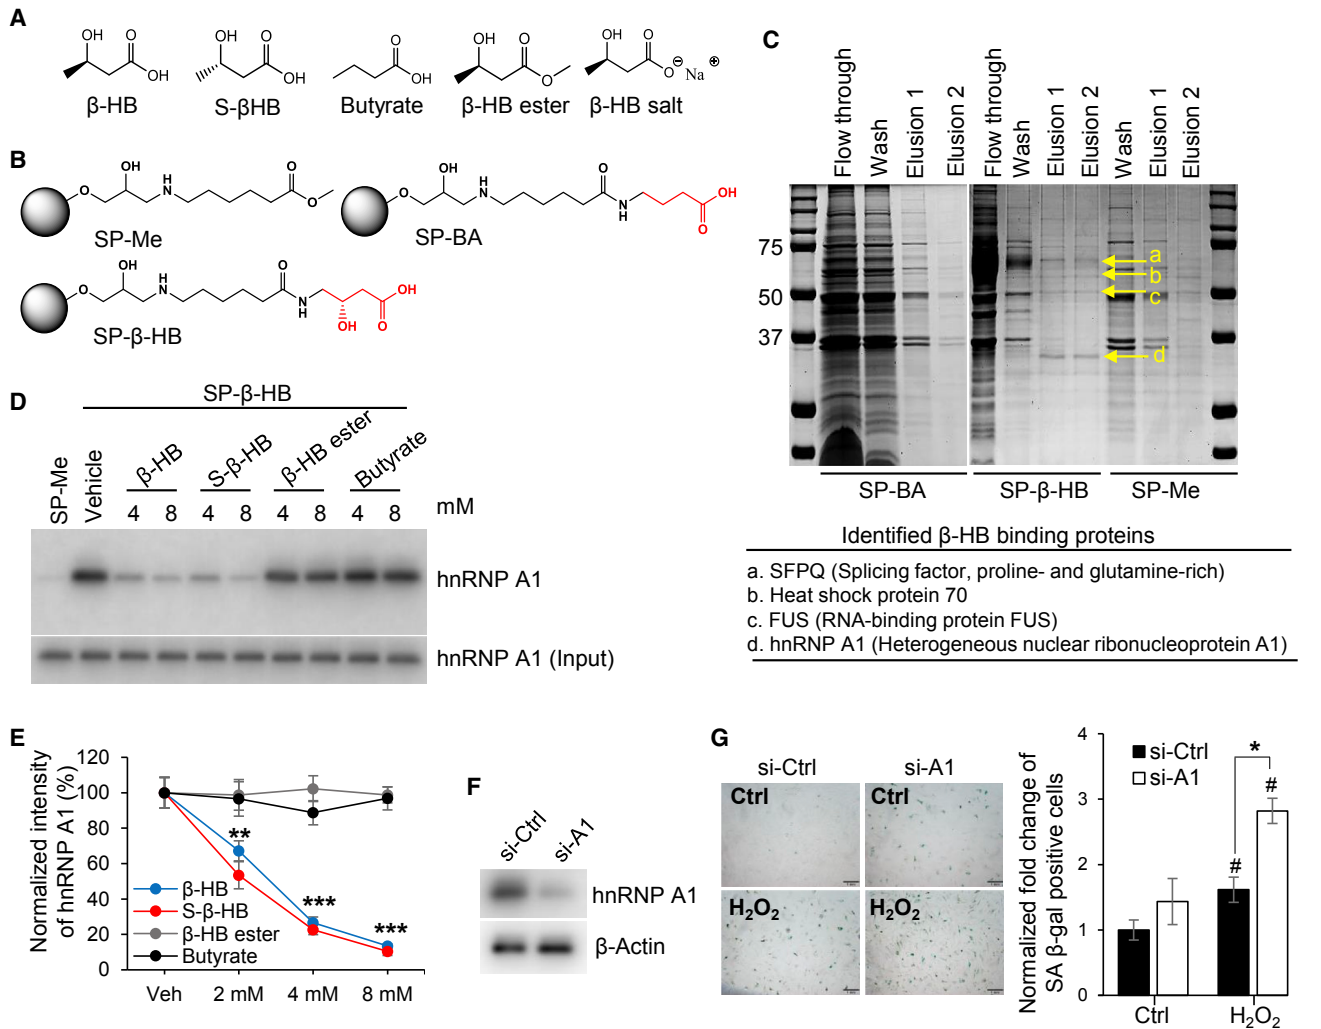 A
OH
O
OH
β-HB
OH
O
OH
S-βHB
O
OH
Butyrate
OH
O
O
β-HB ester
OH
O
O
⊖
Na
⊕
β-HB salt
B
O
OH
H
N
O
O
SP-Me
O
OH
H
N
O
N
H
OH
O
SP-BA
O
OH
H
N
O
N
H
OH
O
OH
SP-β-HB
C
Flow through
Wash
Elusion 1
Elusion 2
Flow through
Wash
Elusion 1
Elusion 2
Wash
Elusion 1
Elusion 2
75
50
37
a
b
c
d
SP-BA
SP-β-HB
SP-Me
Identified β-HB binding proteins
a. SFPQ (Splicing factor, proline- and glutamine-rich)
b. Heat shock protein 70
c. FUS (RNA-binding protein FUS)
d. hnRNP A1 (Heterogeneous nuclear ribonucleoprotein A1)
D
SP-β-HB
SP-Me
Vehicle
β-HB
S-β-HB
β-HB ester
Butyrate
4 8 4 8 4 8 4 8
mM
hnRNP A1
hnRNP A1 (Input)
E
Normalized intensity
of hnRNP A1 (%)
120
100
80
60
40
20
0
**
***
***
β-HB
S-β-HB
β-HB ester
Butyrate
Veh
2 mM
4 mM
8 mM
F
si-Ctrl
si-A1
hnRNP A1
β-Actin
G
si-Ctrl
si-A1
Ctrl
Ctrl
H₂O₂
H₂O₂
Normalized fold change of
SA β-gal positive cells
4
3
2
1
0
si-Ctrl
si-A1
*
#
#
Ctrl
H₂O₂